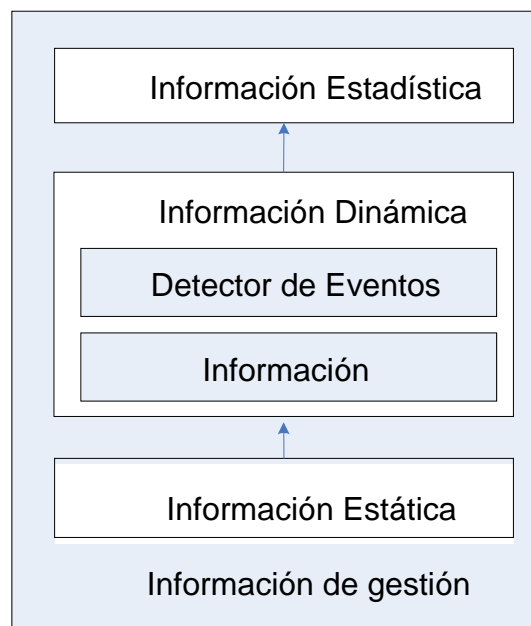 Información Estadística
Información Dinámica
Detector de Eventos
Información
Información Estática
Información de gestión